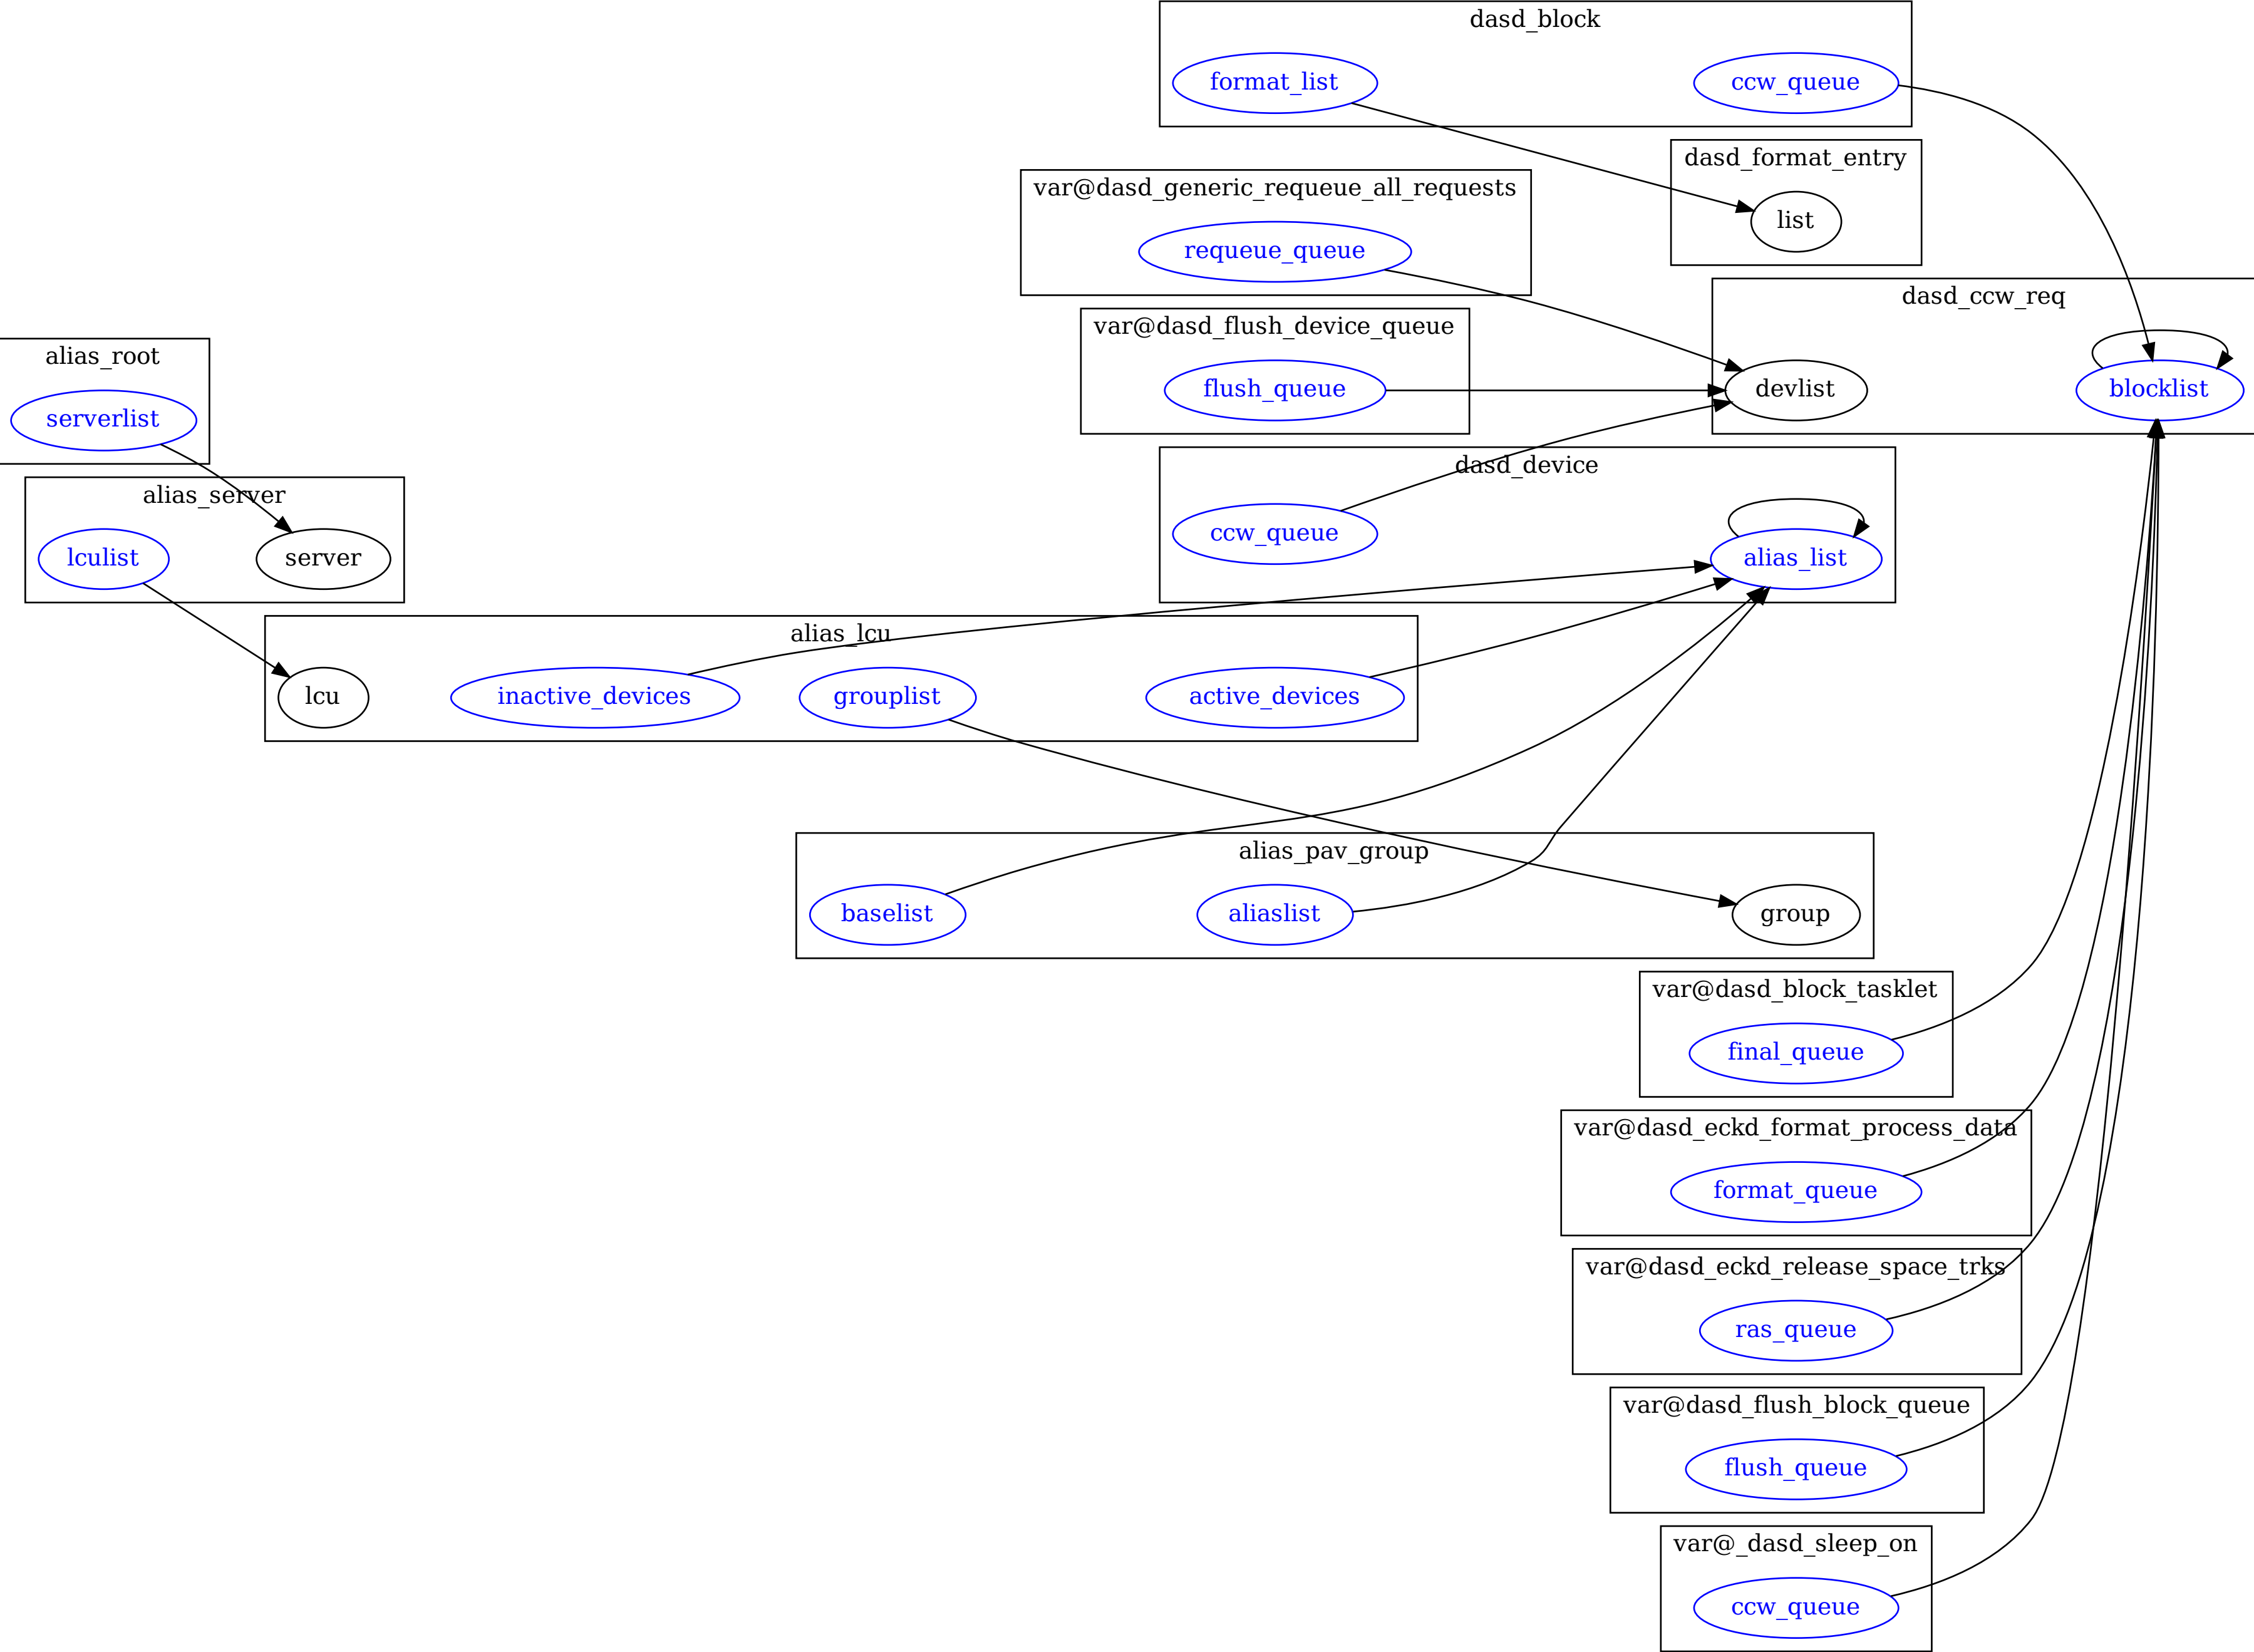 dasd_block
format_list
ccw_queue
dasd_format_entry
list
var@dasd_generic_requeue_all_requests
requeue_queue
dasd_ccw_req
devlist
blocklist
var@dasd_flush_device_queue
flush_queue
alias_root
serverlist
dasd_device
ccw_queue
alias_list
alias_server
lculist
server
alias_lcu
lcu
inactive_devices
grouplist
active_devices
alias_pav_group
baselist
aliaslist
group
var@dasd_block_tasklet
final_queue
var@dasd_eckd_format_process_data
format_queue
var@dasd_eckd_release_space_trks
ras_queue
var@dasd_flush_block_queue
flush_queue
var@_dasd_sleep_on
ccw_queue